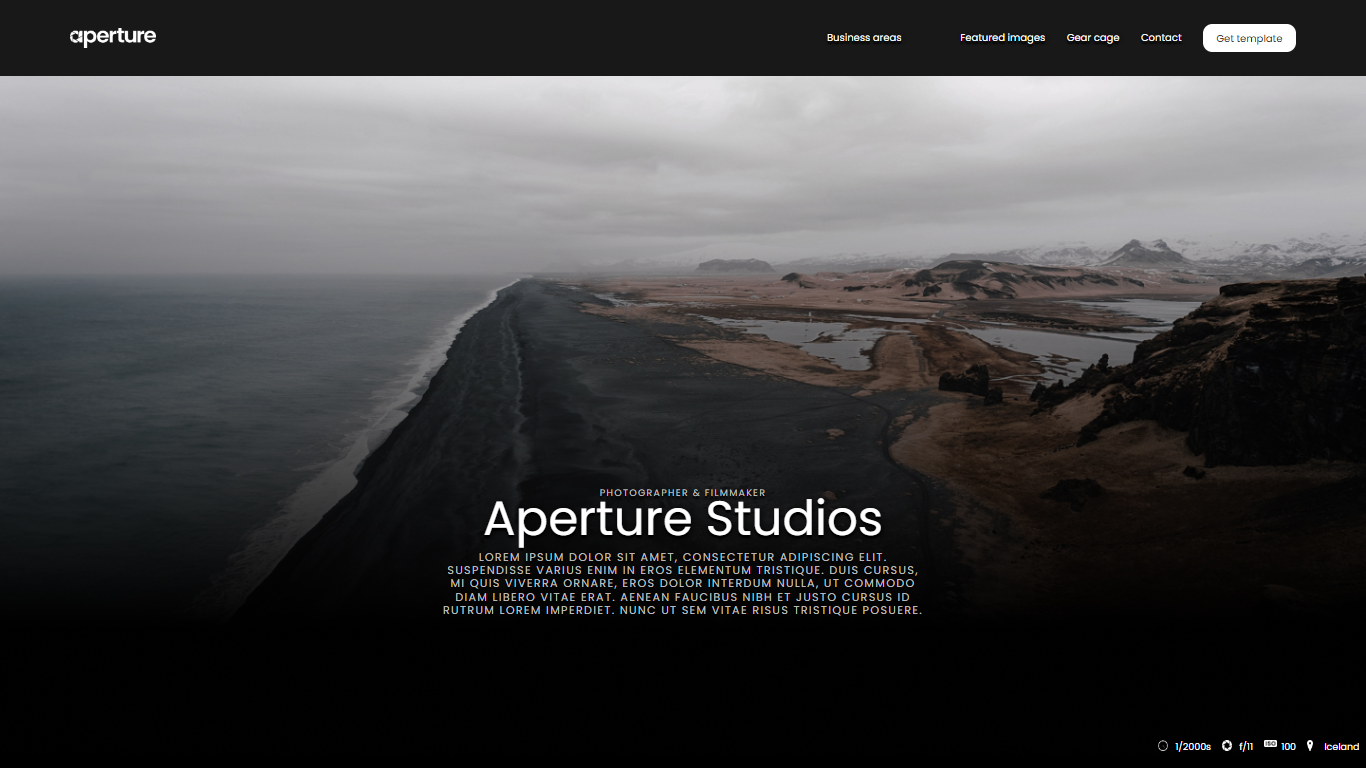 aperture
Business areas
Featured images
Gear cage
Contact
Get template
PHOTOGRAPHER & FILMMAKER
Aperture Studios
LOREM IPSUM DOLOR SIT AMET, CONSECTETUR ADIPISCING ELIT.
SUSPENDISSE VARIUS ENIM IN EROS ELEMENTUM TRISTIQUE. DUIS CURSUS,
MI QUIS VIVERRA ORNARE, EROS DOLOR INTERDUM NULLA, UT COMMODO
DIAM LIBERO VITAE ERAT. AENEAN FAUCIBUS NIBH ET JUSTO CURSUS ID
RUTRUM LOREM IMPERDIET. NUNC UT SEM VITAE RISUS TRISTIQUE POSUERE.
1/2000s
f/11
ISO 100
Iceland